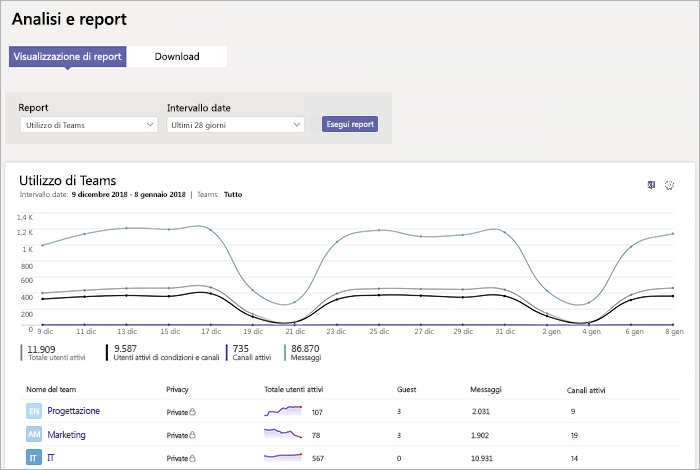 Analisi e report
Visualizzazione di report Download
Report Intervallo date
Utilizzo di Teams Ultimi 28 giorni Esegui report
Utilizzo di Teams
Intervallo date: 9 dicembre 2018 - 8 gennaio 2018 | Teams: Tutto
1,4 K
1,2 K
1 K
800
600
400
200
0 9 dic 11 dic 13 dic 15 dic 17 dic 19 dic 21 dic 23 dic 25 dic 27 dic 29 dic 31 dic 2 gen 4 gen 6 gen 8 gen
11.909 9.587 735 86.870
Totale utenti attivi Utenti attivi di condizioni e canali Canali attivi Messaggi
Nome del team Privacy Totale utenti attivi Guest Messaggi Canali attivi
EN Progettazione Private 107 3 2.031 9
AM Marketing Private 78 3 1.902 19
IT IT Private 567 0 10.931 14